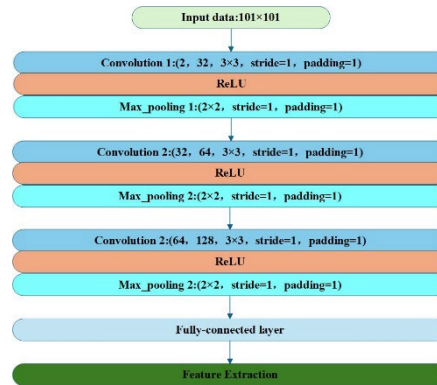 Input data:101×101
Convolution 1:(2, 32, 3×3, stride=1, padding=1)
ReLU
Max_pooling 1:(2×2, stride=1, padding=1)
Convolution 2:(32, 64, 3×3, stride=1, padding=1)
ReLU
Max_pooling 2:(2×2, stride=1, padding=1)
Convolution 2:(64, 128, 3×3, stride=1, padding=1)
ReLU
Max_pooling 2:(2×2, stride=1, padding=1)
Fully-connected layer
Feature Extraction